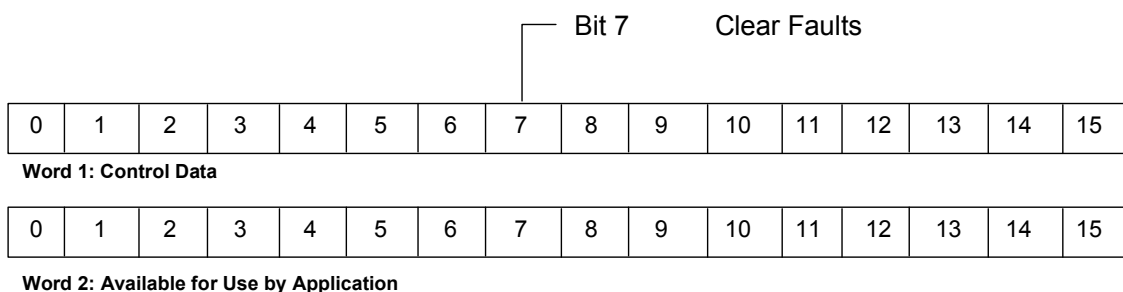 Bit 7 Clear Faults
0 1 2 3 4 5 6 7 8 9 10 11 12 13 14 15
Word 1: Control Data
0 1 2 3 4 5 6 7 8 9 10 11 12 13 14 15
Word 2: Available for Use by Application